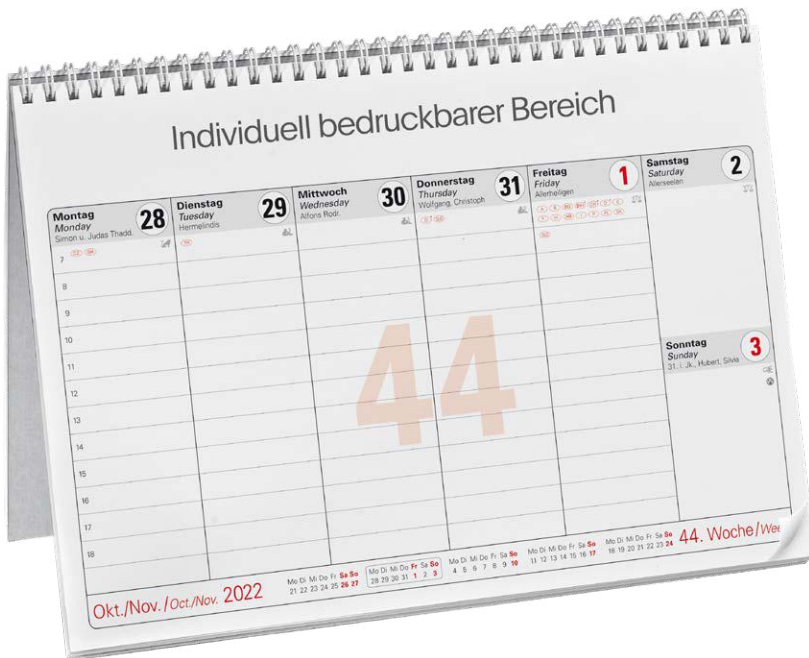 Individuell bedruckbarer Bereich
Montag
Monday
Simon u. Judas Thadd.
28
Dienstag
Tuesday
Hermelindis
29
Mittwoch
Wednesday
Alfons Rodr.
30
Donnerstag
Thursday
Wolfgang, Christoph
31
Freitag
Friday
Allerheiligen
1
Samstag
Saturday
Allerseelen
2
7
8
9
10
11
12
13
14
15
16
17
18
44
Sonntag
Sunday
31. i. Jk., Hubert, Silvia
3
Okt./Nov. / Oct./Nov. 2022
Mo Di Mi Do Fr Sa So
21 22 23 24 25 26 27
Mo Di Mi Do Fr Sa So
28 29 30 31 1 2 3
Mo Di Mi Do Fr Sa So
4 5 6 7 8 9 10
Mo Di Mi Do Fr Sa So
11 12 13 14 15 16 17
Mo Di Mi Do Fr Sa So
18 19 20 21 22 23 24
44. Woche/Wee